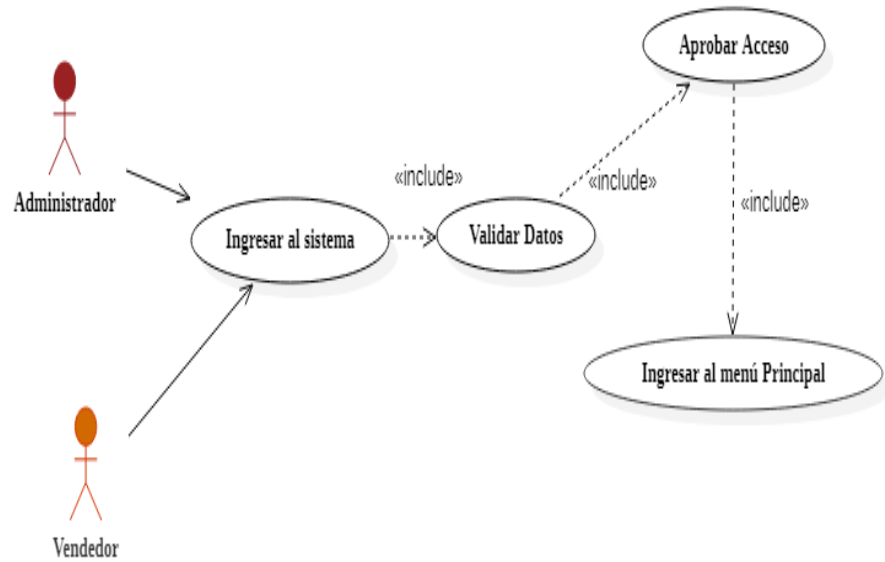 Aprobar Acceso
Administrador
«include»
«include»
«include»
Ingresar al sistema
Validar Datos
Ingresar al menú Principal
Vendedor